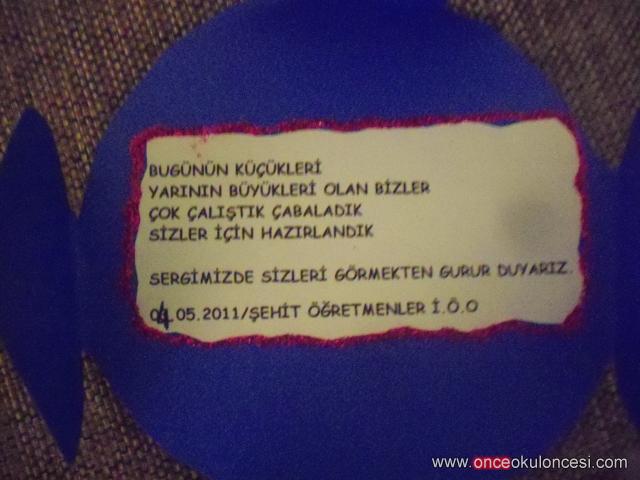 BUGÜNÜN KÜÇÜKLERİ
YARININ BÜYÜKLERİ OLAN BİZLER
ÇOK ÇALIŞTIK ÇABALADIK
SİZLER İÇİN HAZIRLANDIK
SERGİMİZDE SİZLERİ GÖRMEKTEN GURUR DUYARIZ.
04.05.2011/ŞEHİT ÖĞRETMENLER İ.Ö.O
www.onceokuloncesi.com